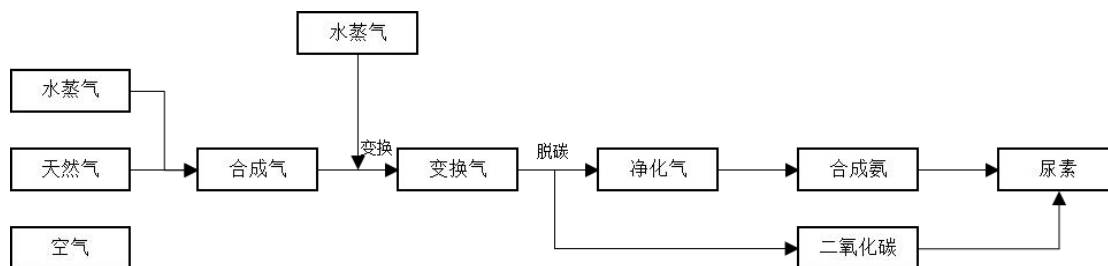 水蒸气
水蒸气
天然气
合成气
变换
变换气
脱碳
净化气
合成氨
尿素
空气
二氧化碳